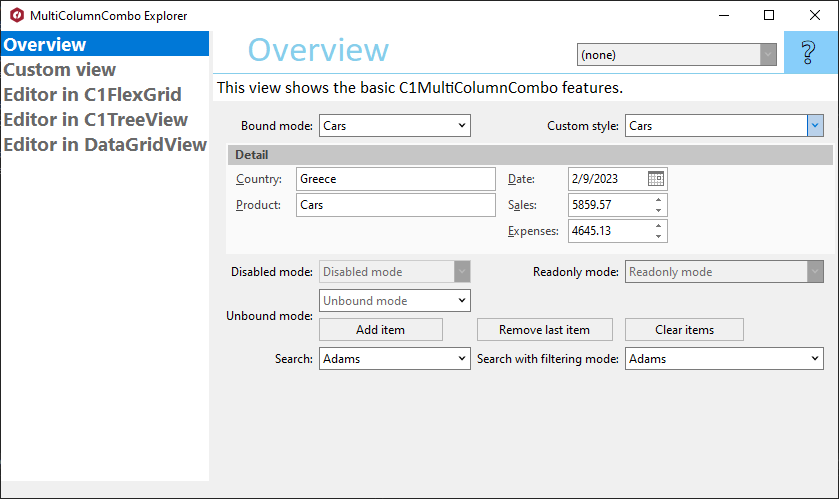 MultiColumnCombo Explorer
Overview
Custom view
Editor in C1FlexGrid
Editor in C1TreeView
Editor in DataGridView
Overview
(none)
?
This view shows the basic C1MultiColumnCombo features.
Bound mode: Cars Custom style: Cars
Detail
Country: Greece Date: 2/9/2023
Product: Cars Sales: 5859.57
Expenses: 4645.13
Disabled mode: Disabled mode Readonly mode: Readonly mode
Unbound mode
Unbound mode:
Add item Remove last item Clear items
Search: Adams Search with filtering mode: Adams